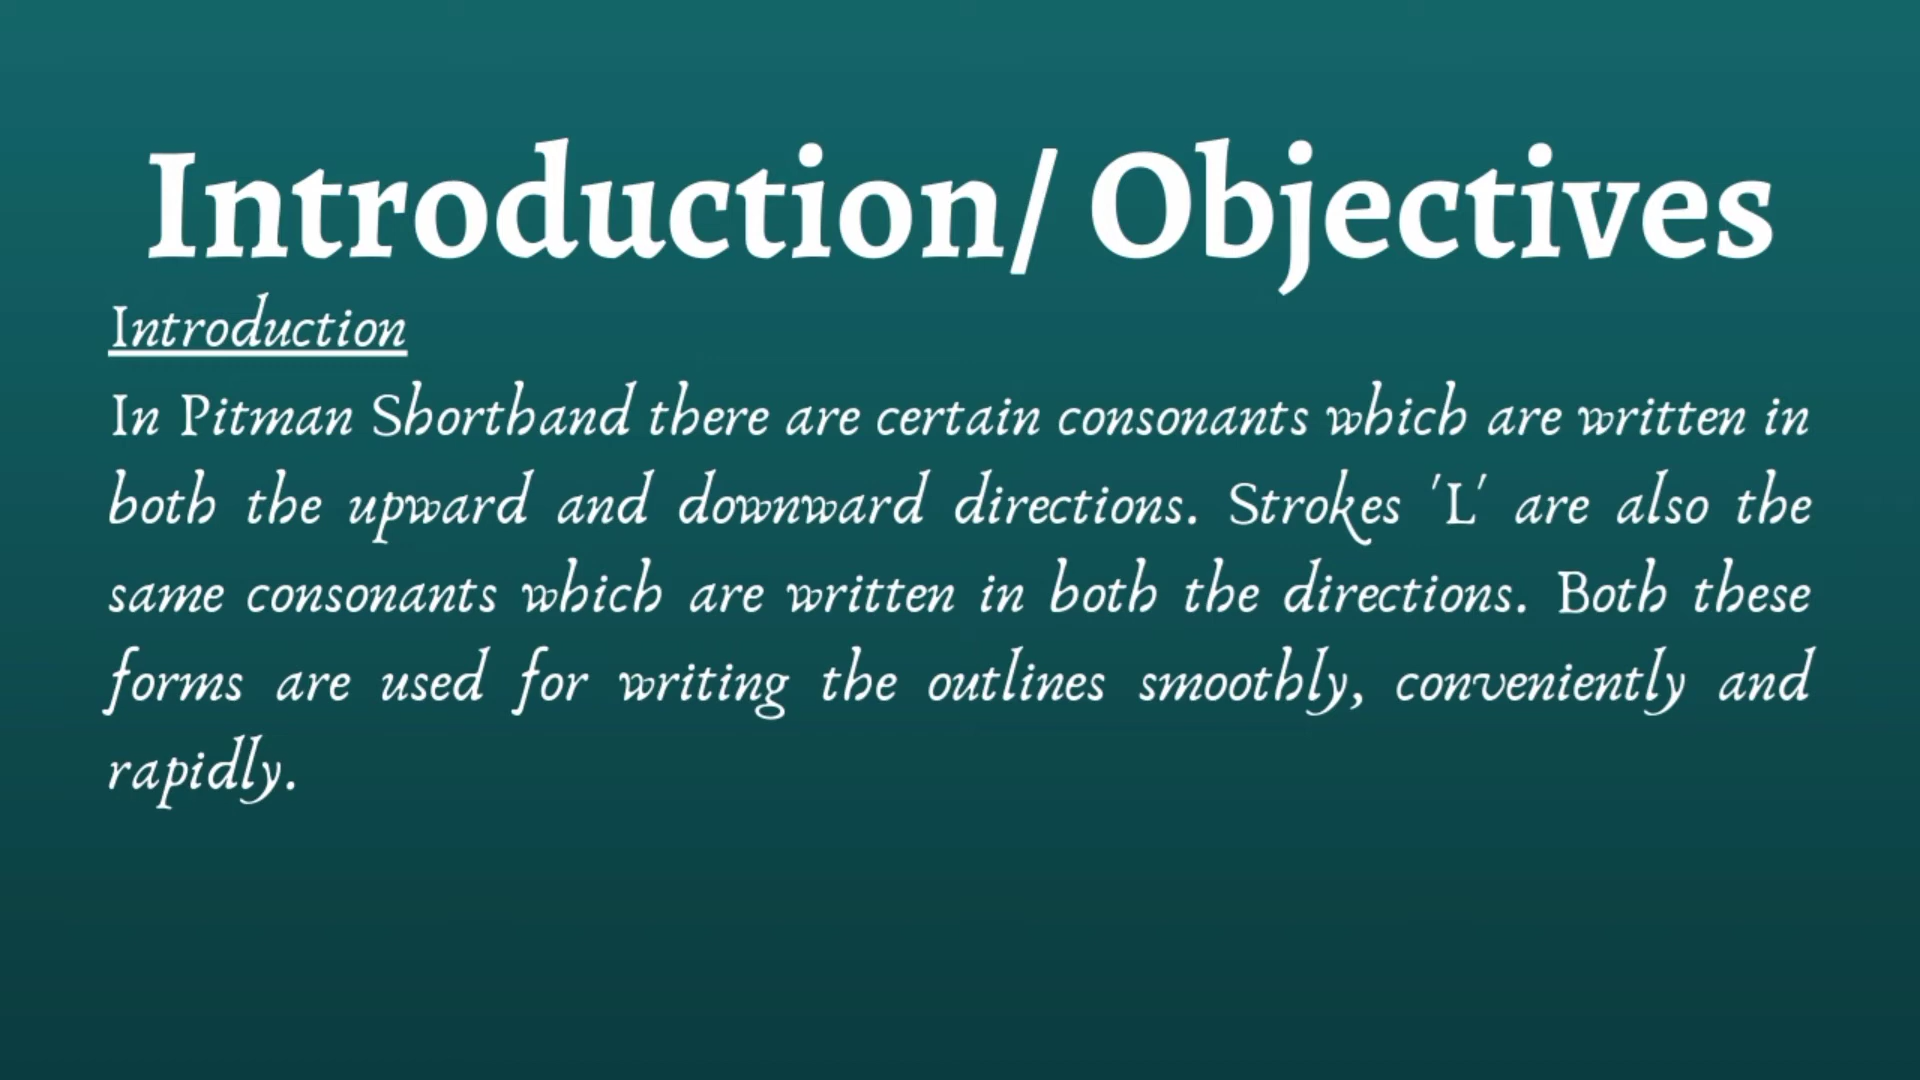 Introduction/ Objectives
Introduction
In Pitman Shorthand there are certain consonants which are written in
both the upward and downward directions. Strokes 'L' are also the
same consonants which are written in both the directions. Both these
forms are used for writing the outlines smoothly, conveniently and
rapidly.